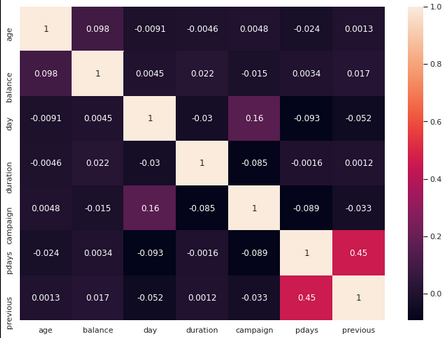 age 1 0.098 -0.0091 -0.0046 0.0048 -0.024 0.0013
balance 0.098 1 0.0045 0.022 -0.015 0.0034 0.017
day -0.0091 0.0045 1 -0.03 0.16 -0.093 -0.052
duration -0.0046 0.022 -0.03 1 -0.085 -0.0016 0.0012
campaign 0.0048 -0.015 0.16 -0.085 1 -0.089 -0.033
pdays -0.024 0.0034 -0.093 -0.0016 -0.089 1 0.45
previous 0.0013 0.017 -0.052 0.0012 -0.033 0.45 1
age balance day duration campaign pdays previous
1.0
0.8
0.6
0.4
0.2
0.0